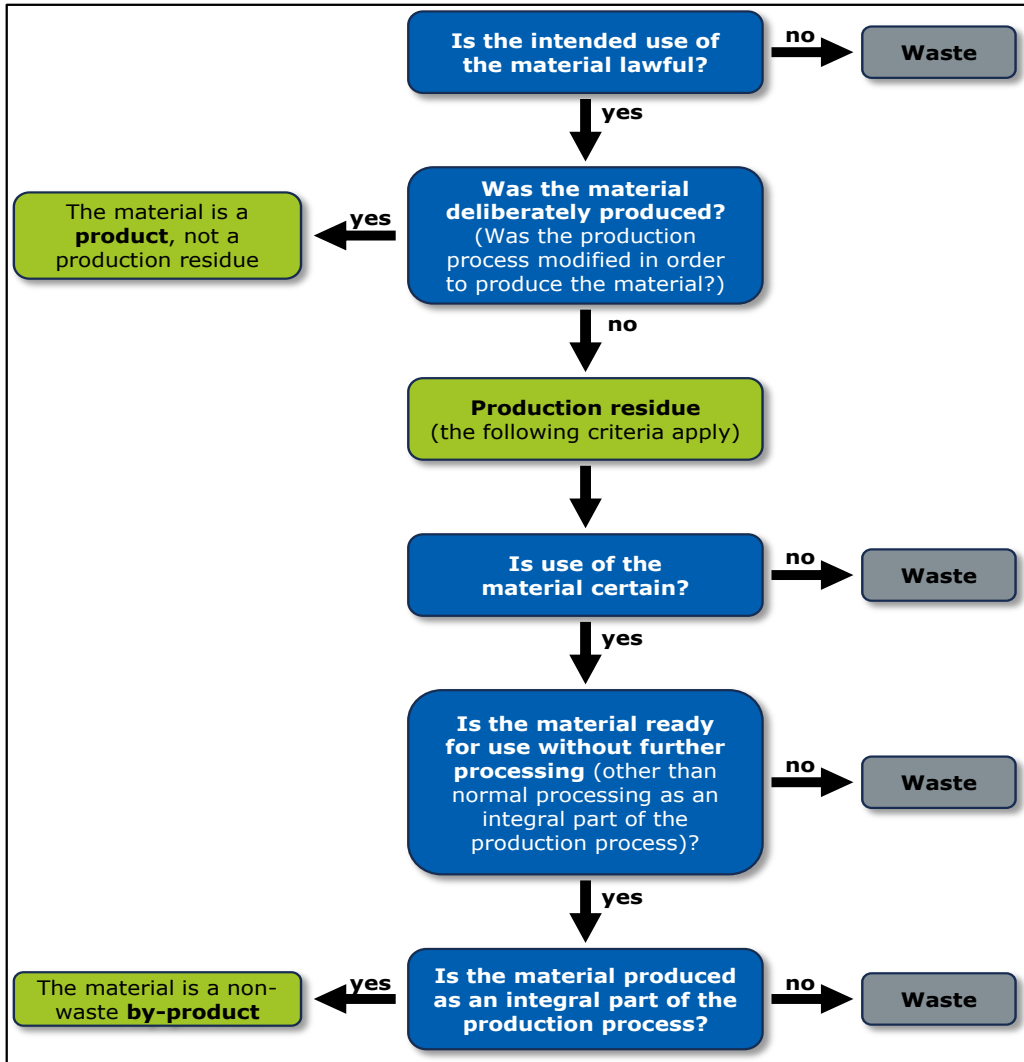 Is the intended use of
the material lawful?
no
Waste
yes
Was the material
deliberately produced?
(Was the production
process modified in order
to produce the material?)
yes
The material is a
product, not a
production residue
no
Production residue
(the following criteria apply)
Is use of the
material certain?
no
Waste
yes
Is the material ready
for use without further
processing (other than
normal processing as an
integral part of the
production process)?
no
Waste
yes
Is the material produced
as an integral part of the
production process?
yes
The material is a non-
waste by-product
no
Waste